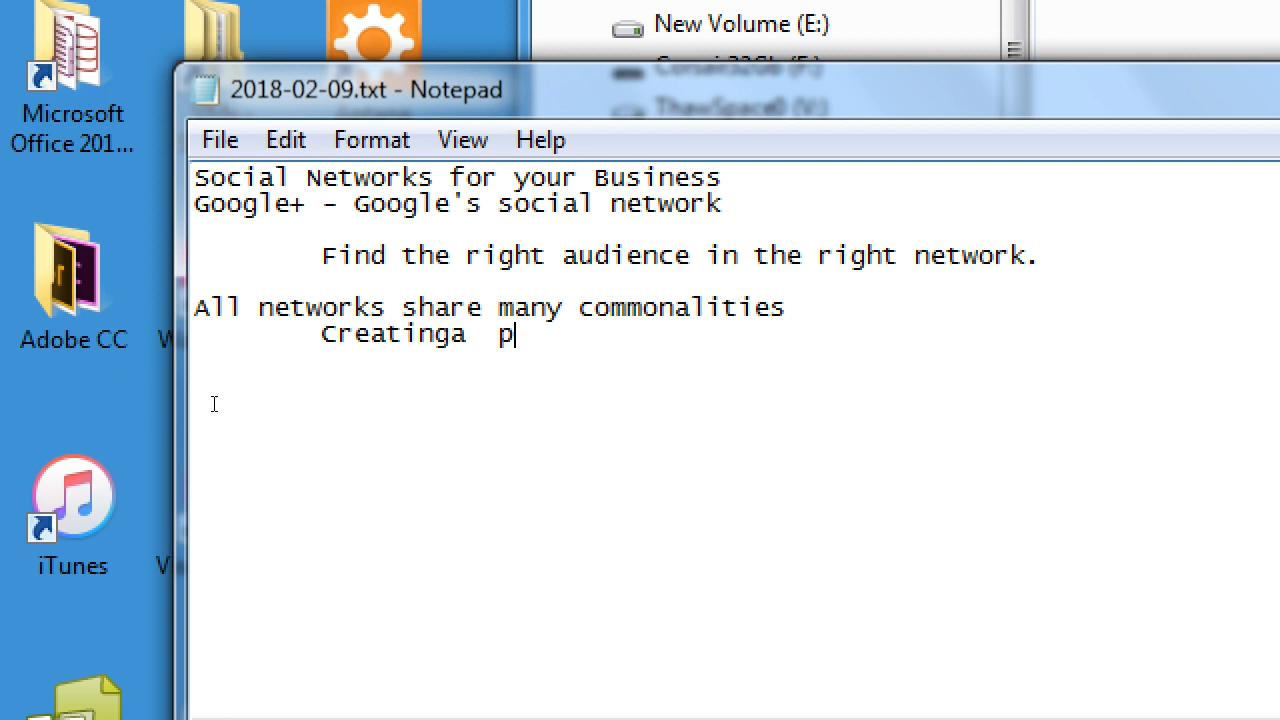 New Volume (E:)
Corsair32Gb (F:)
ThawSpace0 (V:)
Microsoft
Office 201...
2018-02-09.txt - Notepad
File Edit Format View Help
Social Networks for your Business
Google+ - Google's social network
Find the right audience in the right network.
All networks share many commonalities
Creatinga  p
Adobe CC
iTunes